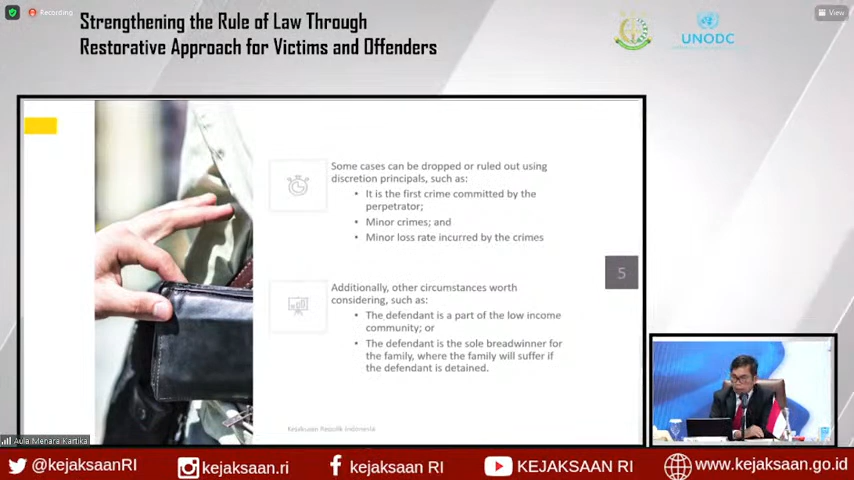 Recording
Strengthening the Rule of Law Through
Restorative Approach for Victims and Offenders
UNODC
View
Some cases can be dropped or ruled out using
discretion principals, such as:
• It is the first crime committed by the
perpetrator;
• Minor crimes; and
• Minor loss rate incurred by the crimes
5
Additionally, other circumstances worth
considering, such as:
• The defendant is a part of the low income
community; or
• The defendant is the sole breadwinner for
the family, where the family will suffer if
the defendant is detained.
Kejaksaan Republik Indonesia
Aula Menara Kartika
@kejaksaanRI
kejaksaan.ri
kejaksaan RI
KEJAKSAAN RI
www.kejaksaan.go.id